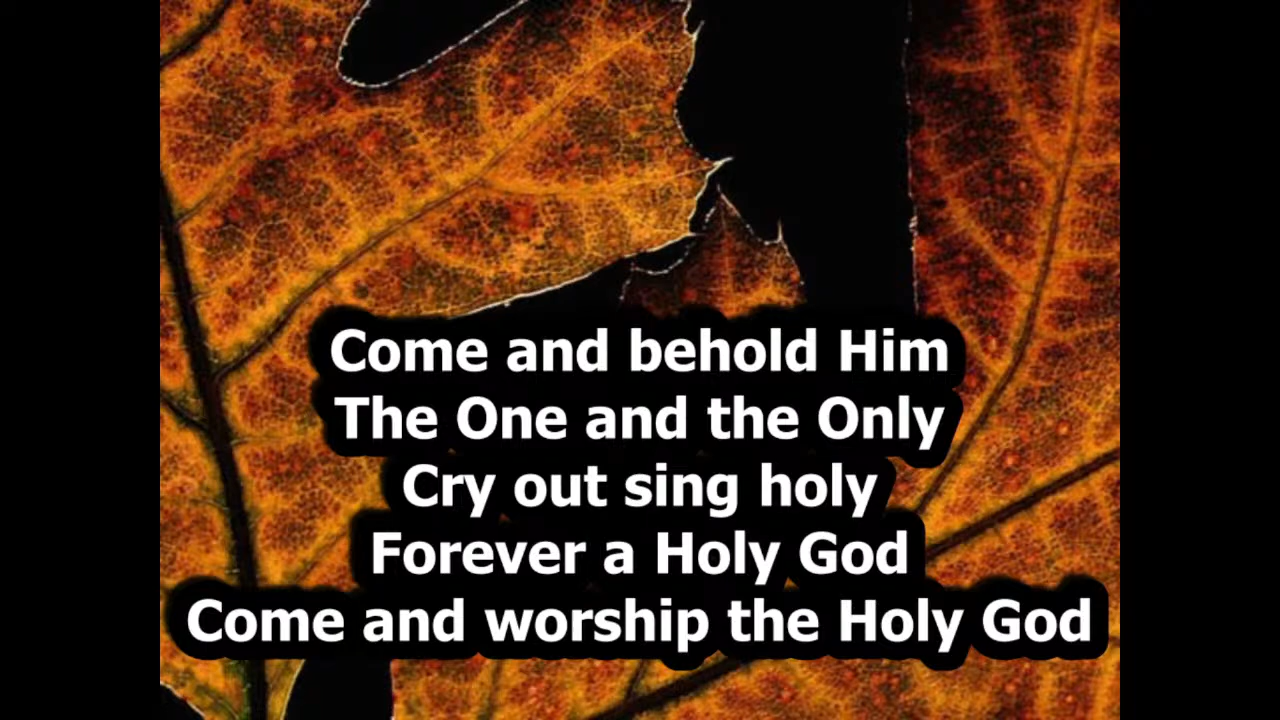 Come and behold Him
The One and the Only
Cry out sing holy
Forever a Holy God
Come and worship the Holy God